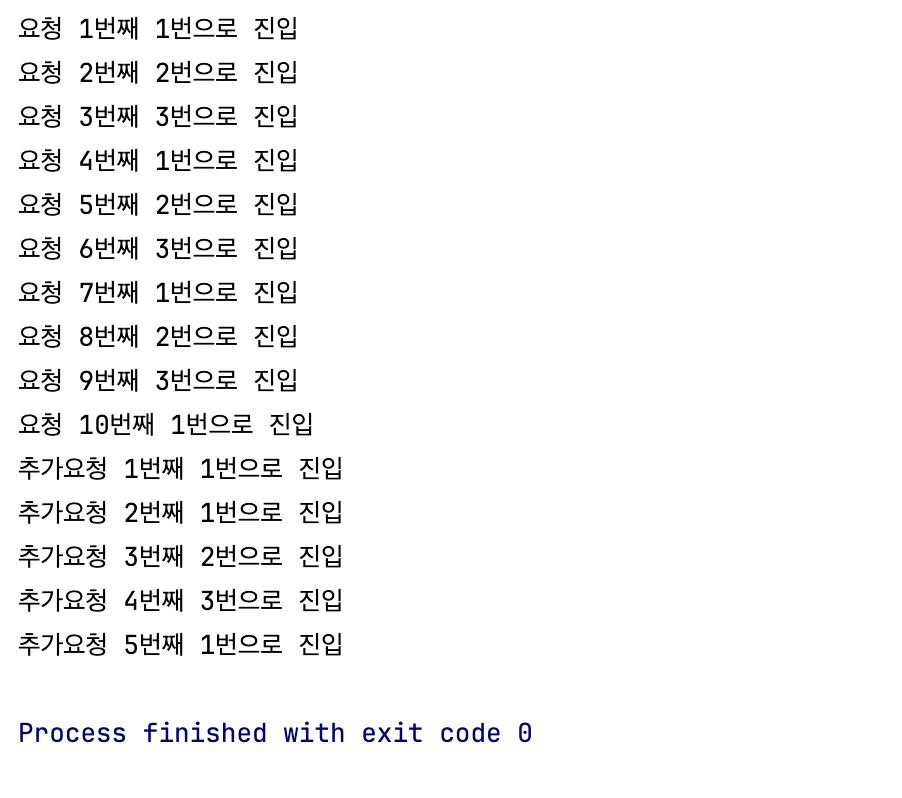 요청 1번째 1번으로 진입
요청 2번째 2번으로 진입
요청 3번째 3번으로 진입
요청 4번째 1번으로 진입
요청 5번째 2번으로 진입
요청 6번째 3번으로 진입
요청 7번째 1번으로 진입
요청 8번째 2번으로 진입
요청 9번째 3번으로 진입
요청 10번째 1번으로 진입
추가요청 1번째 1번으로 진입
추가요청 2번째 1번으로 진입
추가요청 3번째 2번으로 진입
추가요청 4번째 3번으로 진입
추가요청 5번째 1번으로 진입
Process finished with exit code 0